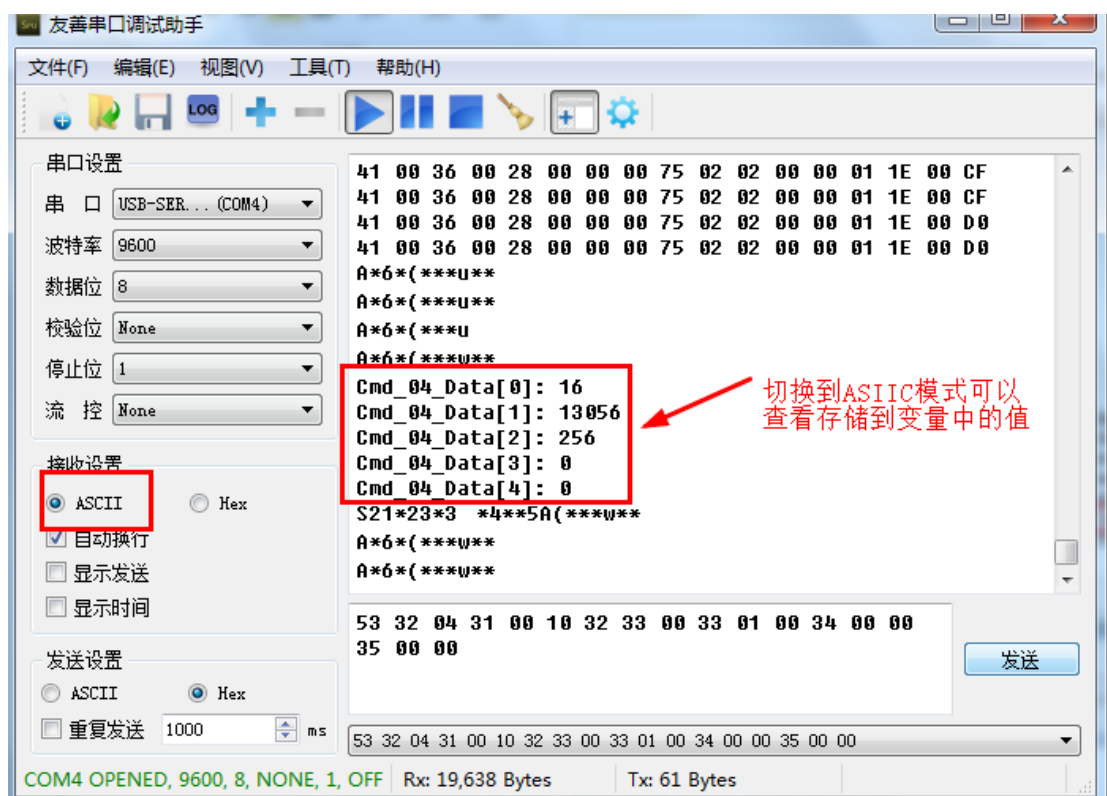 友善串口调试助手
文件(F) 编辑(E) 视图(V) 工具(T) 帮助(H)
LOG
串口设置
串 口 USB-SER...(COM4)
波特率 9600
数据位 8
校验位 None
停止位 1
流 控 None
接收设置
ASCII Hex
自动换行
显示发送
显示时间
发送设置
ASCII Hex
重复发送 1000 ms
41 00 36 00 28 00 00 00 75 02 02 00 00 01 1E 00 CF
41 00 36 00 28 00 00 00 75 02 02 00 00 01 1E 00 CF
41 00 36 00 28 00 00 00 75 02 02 00 00 01 1E 00 D0
41 00 36 00 28 00 00 00 75 02 02 00 00 01 1E 00 D0
A*6*(***u**
A*6*(***u**
A*6*(***u
A*6*(***w**
Cmd_04_Data[0]: 16
Cmd_04_Data[1]: 13056
Cmd_04_Data[2]: 256
Cmd_04_Data[3]: 0
Cmd_04_Data[4]: 0
S21*23*3 *4**5A(***w**
A*6*(***w**
A*6*(***w**
切换到ASIIC模式可以
查看存储到变量中的值
53 32 04 31 00 10 32 33 00 33 01 00 34 00 00
35 00 00
发送
53 32 04 31 00 10 32 33 00 33 01 00 34 00 00 35 00 00
COM4 OPENED, 9600, 8, NONE, 1, OFF Rx: 19,638 Bytes Tx: 61 Bytes